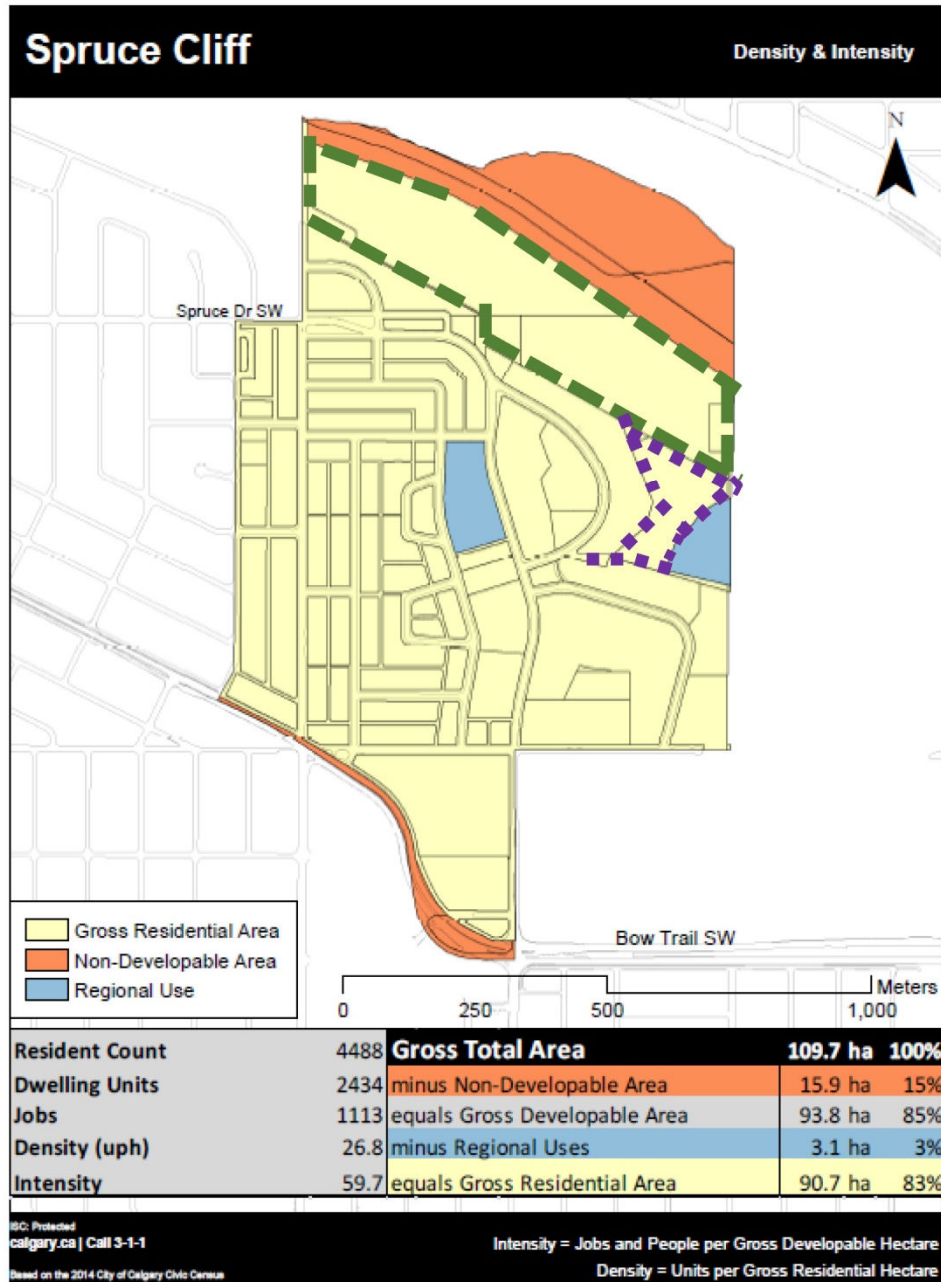 Spruce Cliff
Density & Intensity
N
Spruce Dr SW
Bow Trail SW
Gross Residential Area
Non-Developable Area
Regional Use
Meters
0 250 500 1,000
Resident Count 4488 Gross Total Area 109.7 ha 100%
Dwelling Units 2434 minus Non-Developable Area 15.9 ha 15%
Jobs 1113 equals Gross Developable Area 93.8 ha 85%
Density (uph) 26.8 minus Regional Uses 3.1 ha 3%
Intensity 59.7 equals Gross Residential Area 90.7 ha 83%
ISC: Protected
calgary.ca | Call 3-1-1
Intensity = Jobs and People per Gross Developable Hectare
Based on the 2014 City of Calgary Civic Census
Density = Units per Gross Residential Hectare